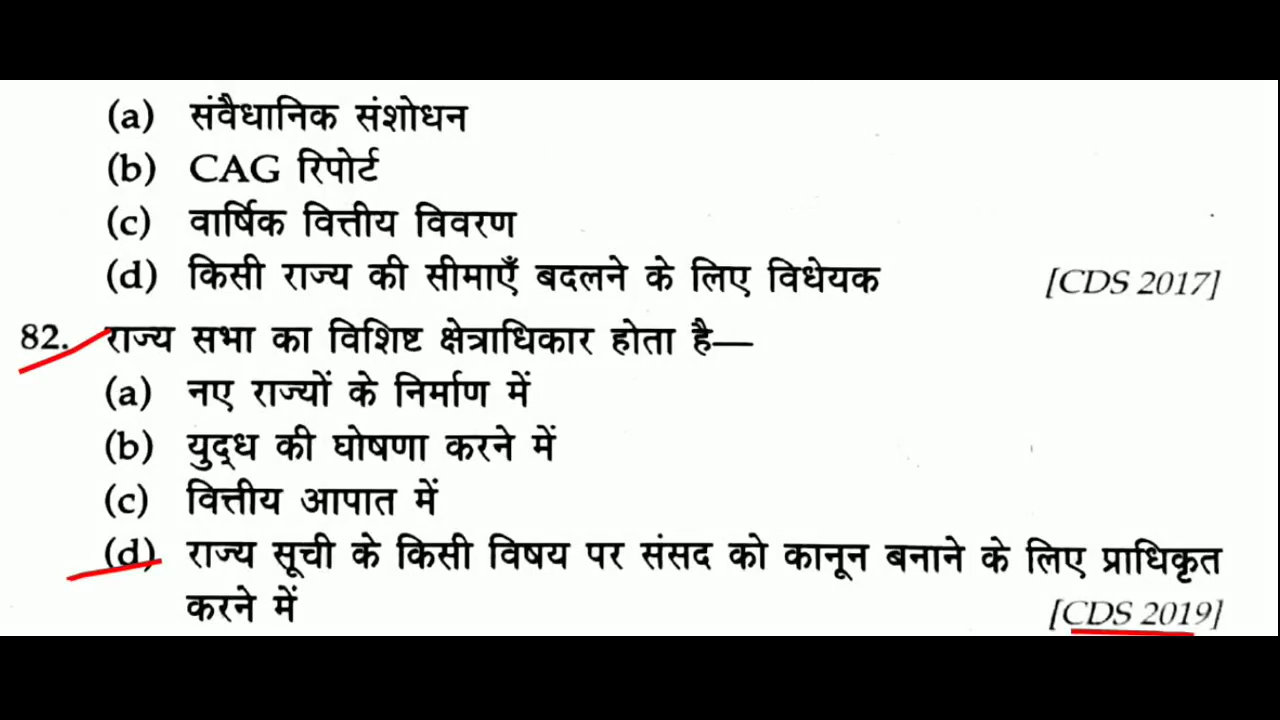 (a) संवैधानिक संशोधन
(b) CAG रिपोर्ट
(c) वार्षिक वित्तीय विवरण
(d) किसी राज्य की सीमाएँ बदलने के लिए विधेयक [CDS 2017]
82. राज्य सभा का विशिष्ट क्षेत्राधिकार होता है—
(a) नए राज्यों के निर्माण में
(b) युद्ध की घोषणा करने में
(c) वित्तीय आपात में
(d) राज्य सूची के किसी विषय पर संसद को कानून बनाने के लिए प्राधिकृत
करने में [CDS 2019]